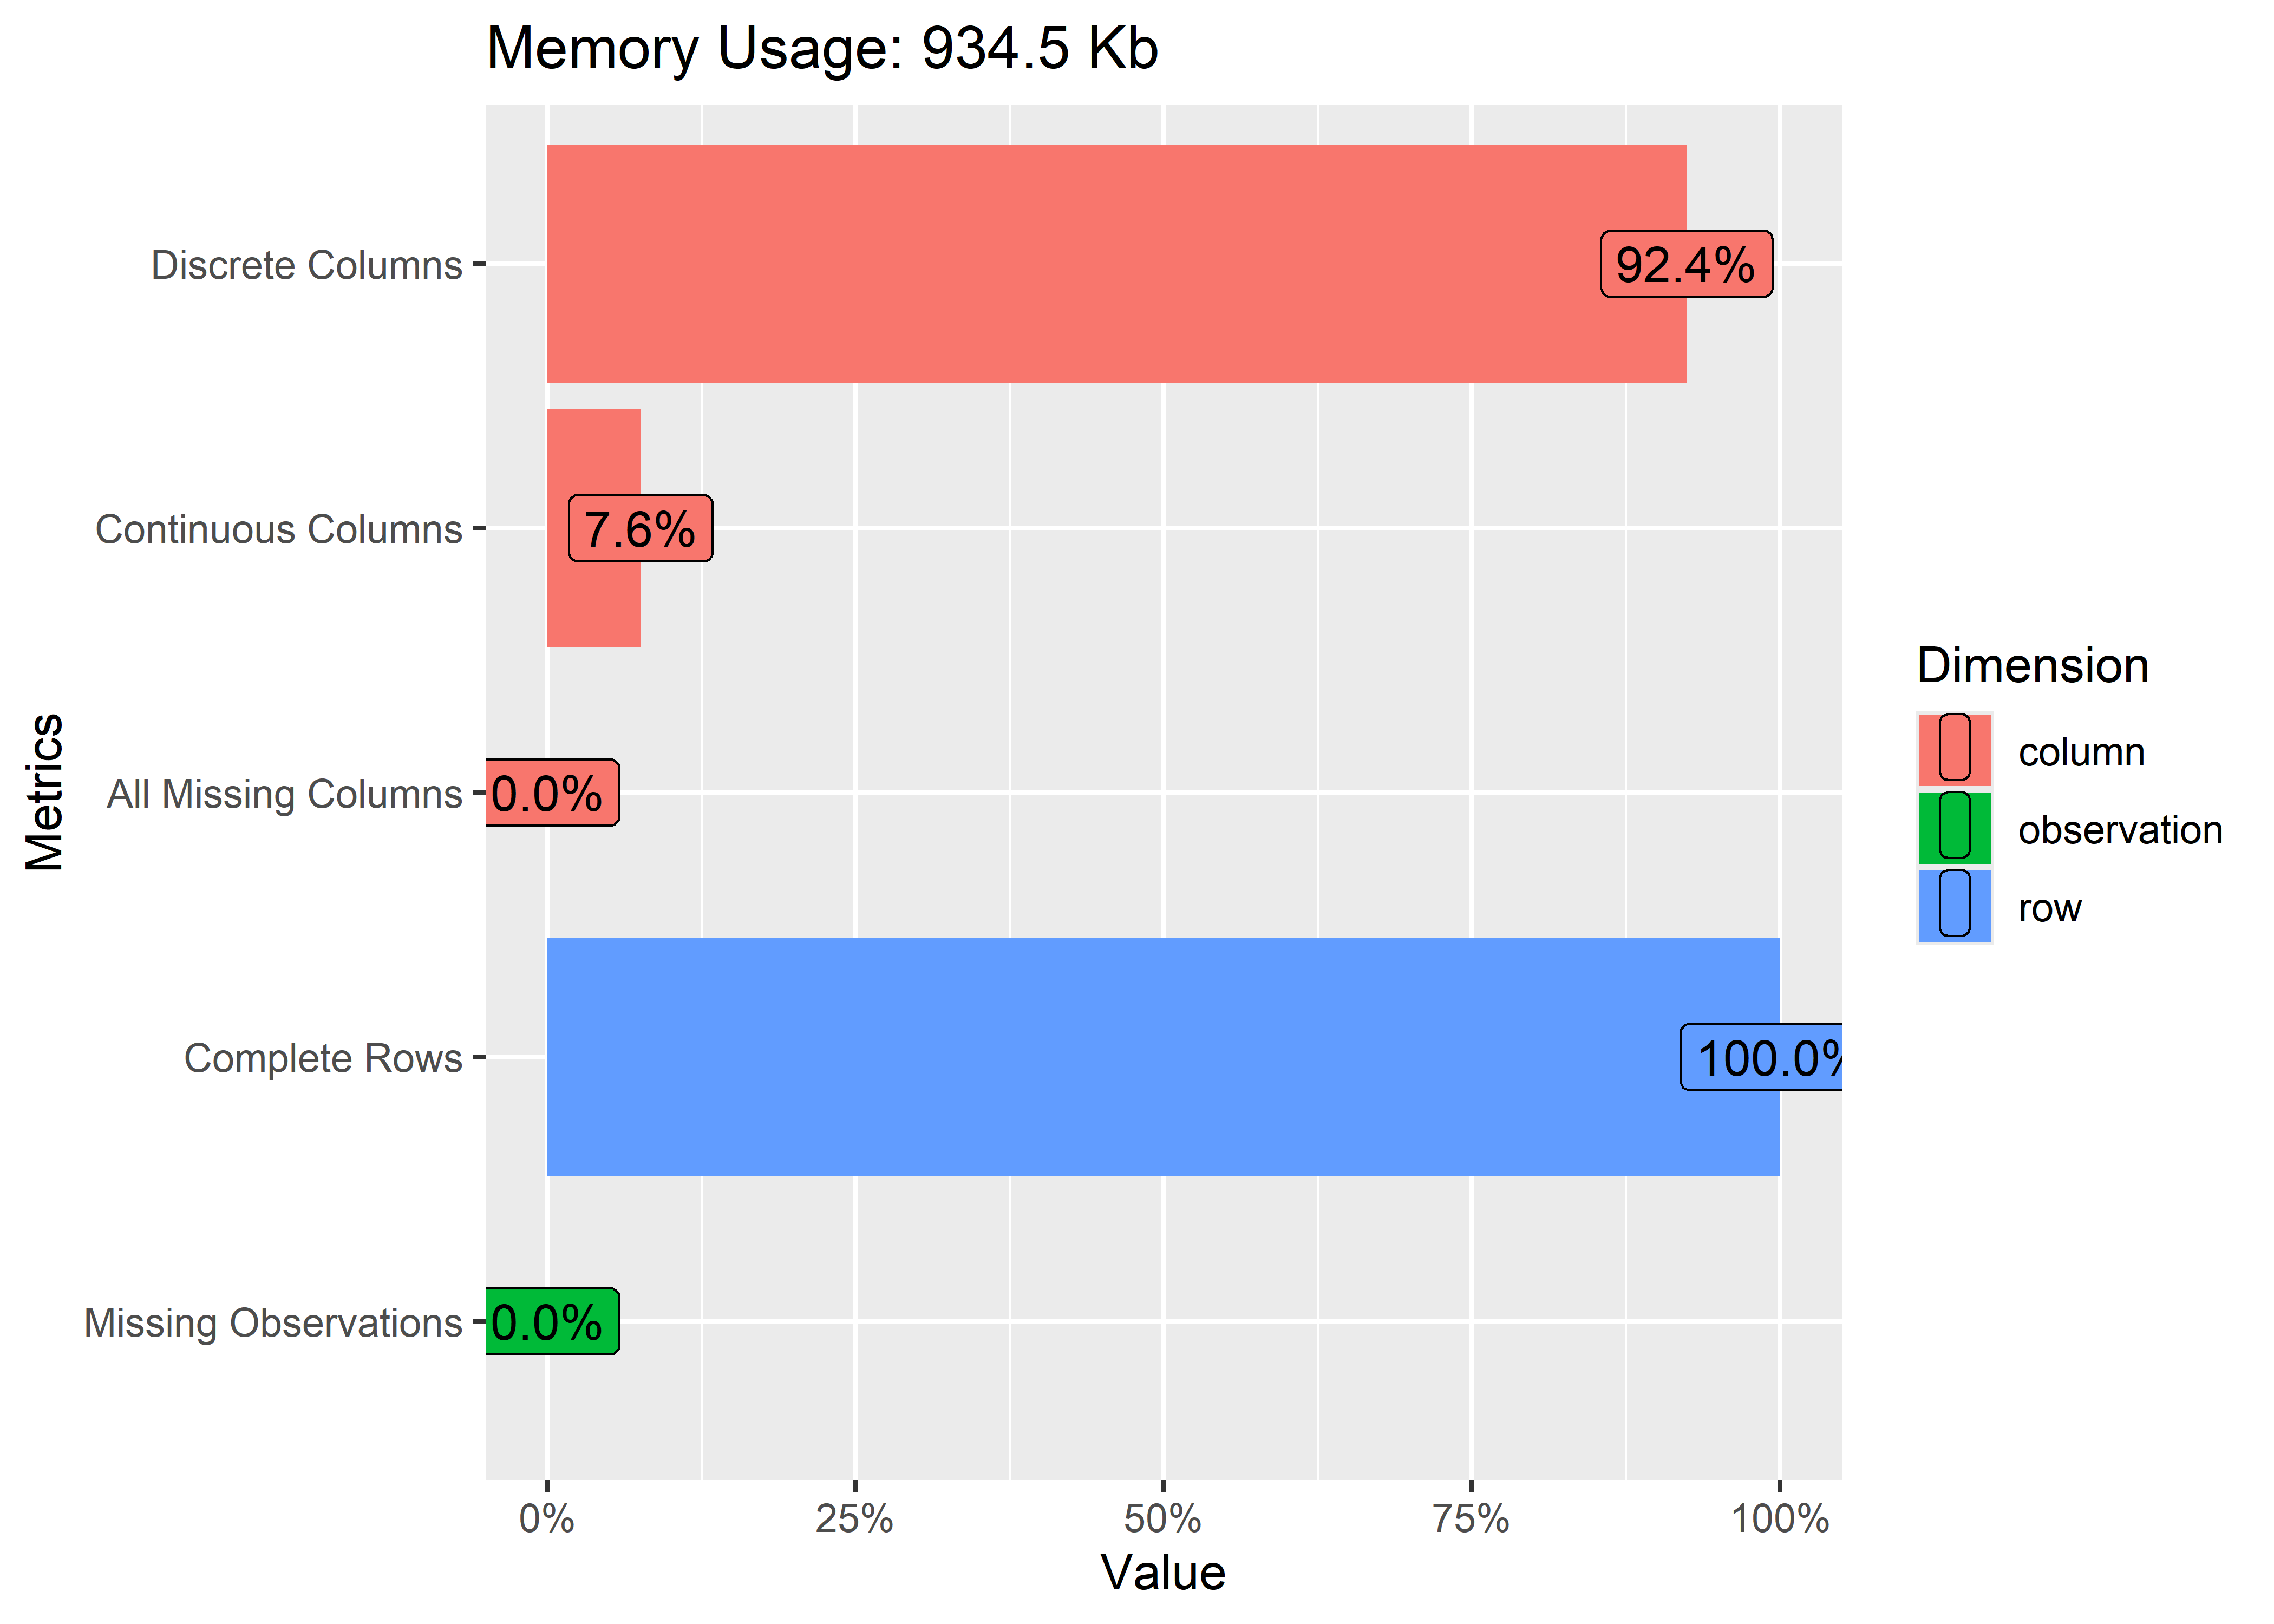 Memory Usage: 934.5 Kb
Metrics
Discrete Columns
92.4%
Continuous Columns
7.6%
All Missing Columns
0.0%
Complete Rows
100.0%
Missing Observations
0.0%
0%
25%
50%
75%
100%
Value
Dimension
column
observation
row